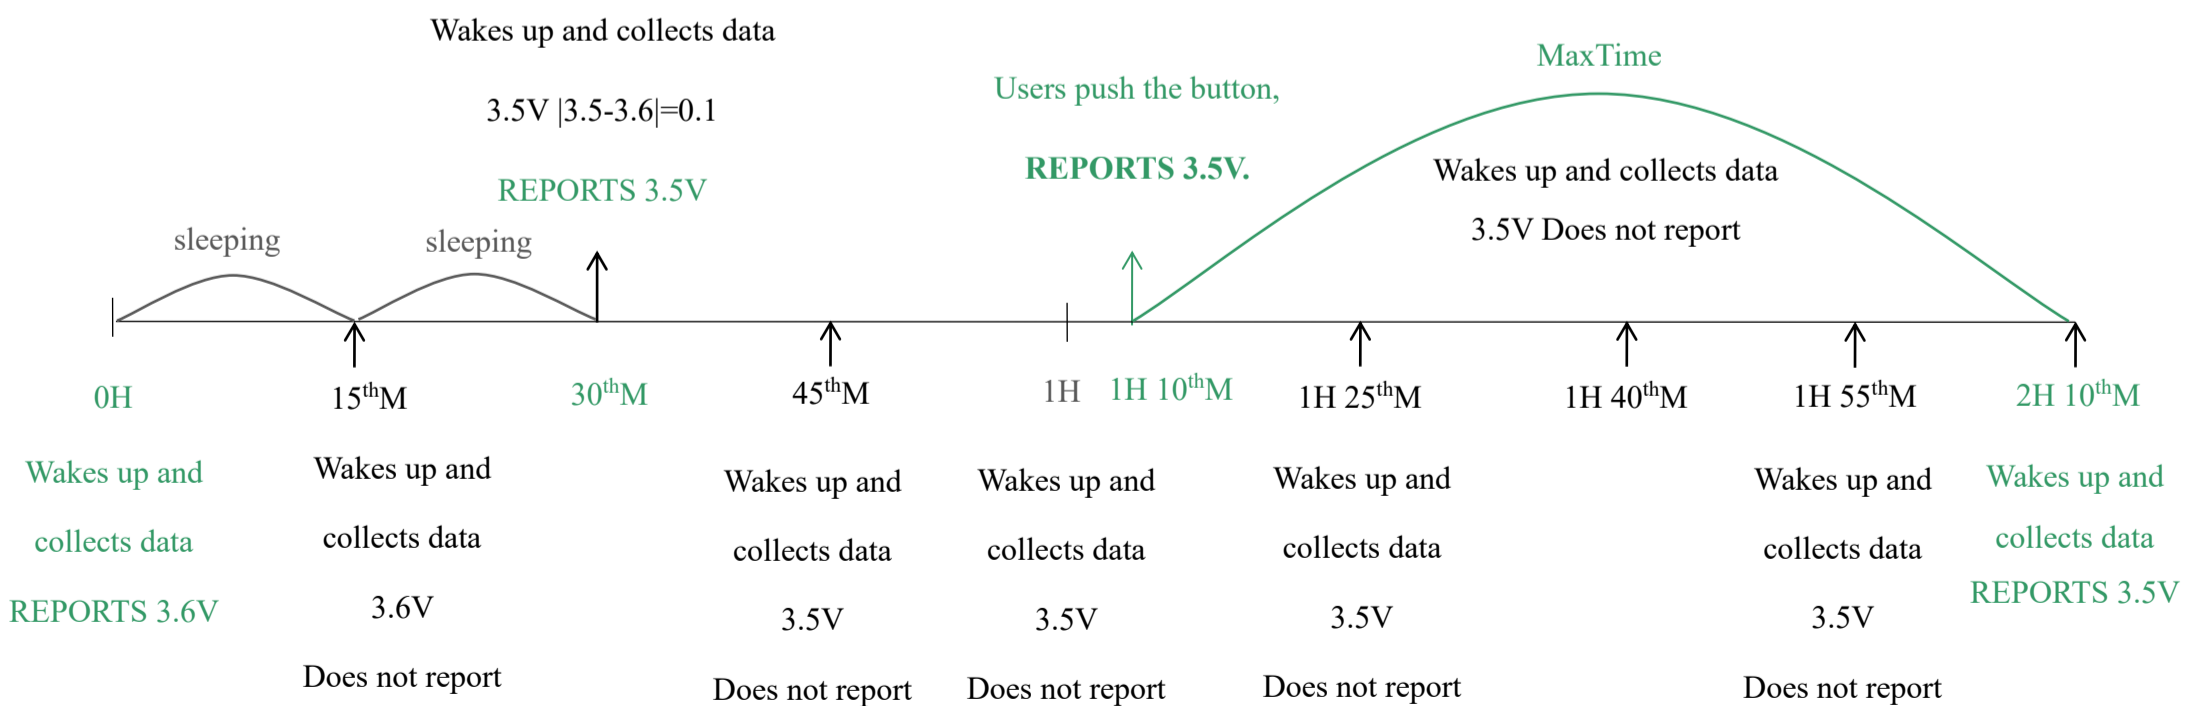 Wakes up and collects data
3.5V |3.5-3.6|=0.1
REPORTS 3.5V
Users push the button,
REPORTS 3.5V.
MaxTime
Wakes up and collects data
3.5V Does not report
sleeping
sleeping
0H
15thM
30thM
45thM
1H
1H 10thM
1H 25thM
1H 40thM
1H 55thM
2H 10thM
Wakes up and
collects data
REPORTS 3.6V
Wakes up and
collects data
3.6V
Does not report
Wakes up and
collects data
3.5V
Does not report
Wakes up and
collects data
3.5V
Does not report
Wakes up and
collects data
3.5V
Does not report
Wakes up and
collects data
3.5V
Does not report
Wakes up and
collects data
REPORTS 3.5V